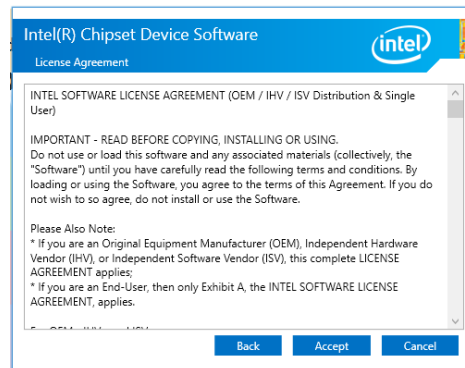 Intel(R) Chipset Device Software
License Agreement
intel
INTEL SOFTWARE LICENSE AGREEMENT (OEM / IHV / ISV Distribution & Single
User)
IMPORTANT - READ BEFORE COPYING, INSTALLING OR USING.
Do not use or load this software and any associated materials (collectively, the
"Software") until you have carefully read the following terms and conditions. By
loading or using the Software, you agree to the terms of this Agreement. If you do
not wish to so agree, do not install or use the Software.
Please Also Note:
* If you are an Original Equipment Manufacturer (OEM), Independent Hardware
Vendor (IHV), or Independent Software Vendor (ISV), this complete LICENSE
AGREEMENT applies;
* If you are an End-User, then only Exhibit A, the INTEL SOFTWARE LICENSE
AGREEMENT, applies.
Back Accept Cancel